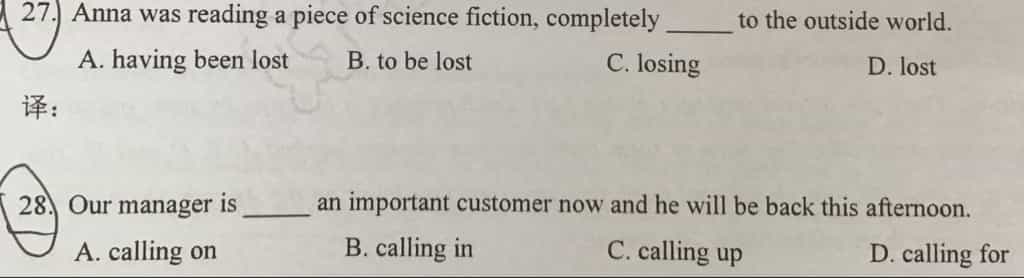 27. Anna was reading a piece of science fiction, completely _____ to the outside world.
A. having been lost B. to be lost C. losing D. lost
译：
28. Our manager is _____ an important customer now and he will be back this afternoon.
A. calling on B. calling in C. calling up D. calling for